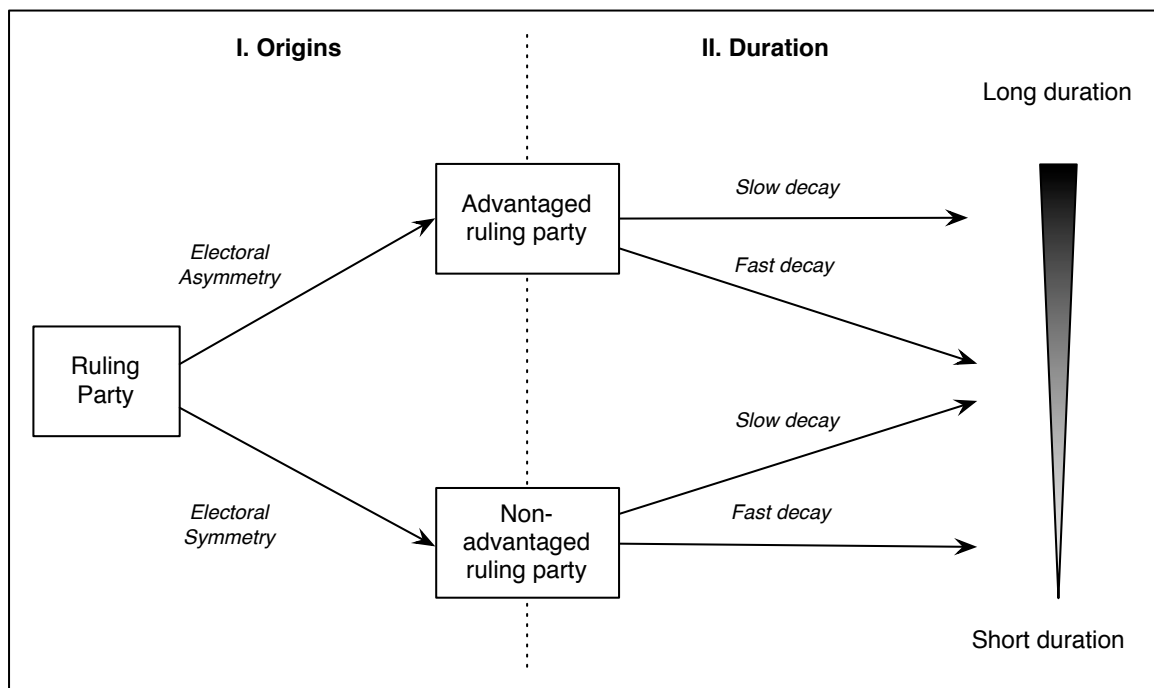 I. Origins
II. Duration
Long duration
Advantaged
ruling party
Slow decay
Fast decay
Electoral
Asymmetry
Ruling
Party
Electoral
Symmetry
Non-
advantaged
ruling party
Slow decay
Fast decay
Short duration